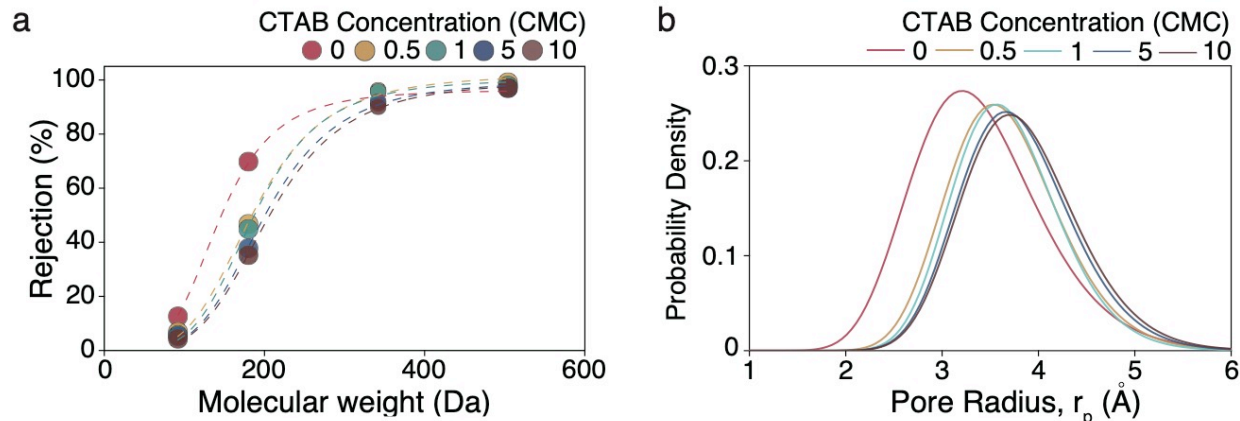 a
CTAB Concentration (CMC)
0 0.5 1 5 10
100
80
60
40
20
0
Rejection (%)
0 200 400 600
Molecular weight (Da)
b
CTAB Concentration (CMC)
0 0.5 1 5 10
0.3
0.2
0.1
0
Probability Density
1 2 3 4 5 6
Pore Radius, rₚ (Å)